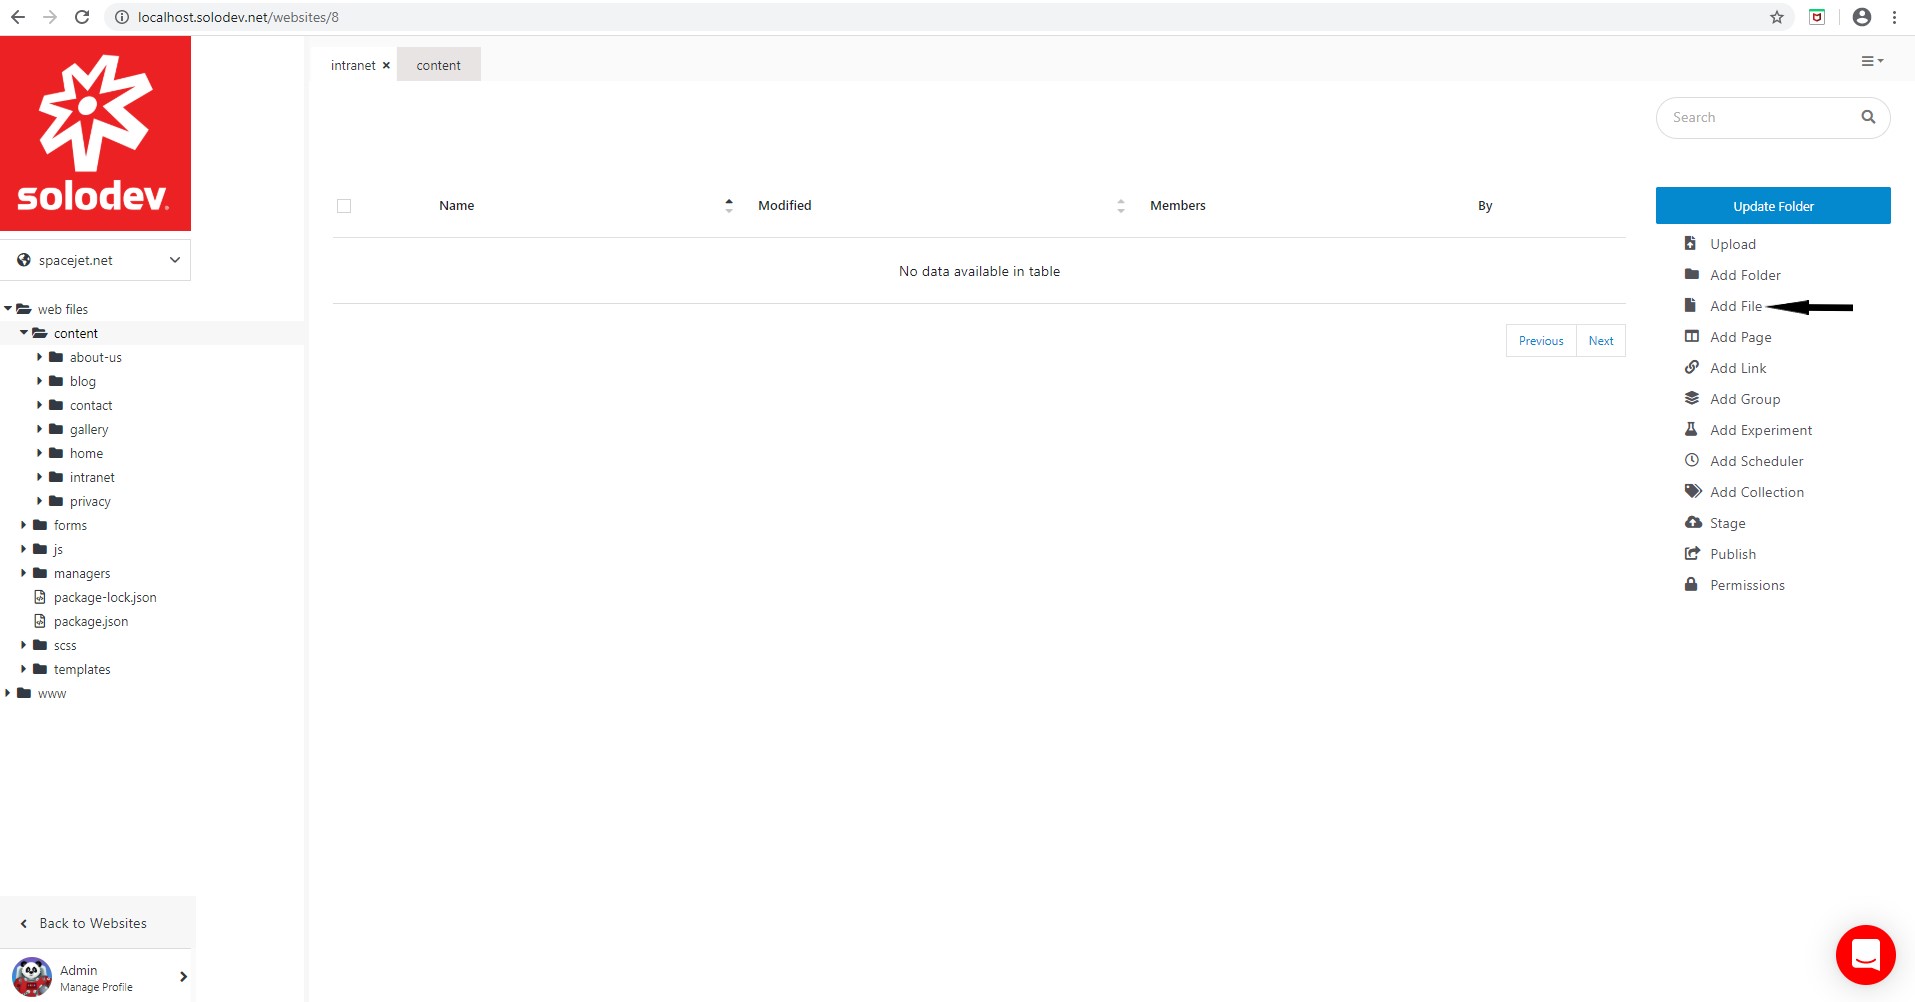 localhost.solodev.net/websites/8
solodev
spacejet.net
web files
content
about-us
blog
contact
gallery
home
intranet
privacy
forms
js
managers
package-lock.json
package.json
scss
templates
www
Back to Websites
Admin
Manage Profile
intranet × content
Search
Name Modified Members By
No data available in table
Previous Next
Update Folder
Upload
Add Folder
Add File
Add Page
Add Link
Add Group
Add Experiment
Add Scheduler
Add Collection
Stage
Publish
Permissions